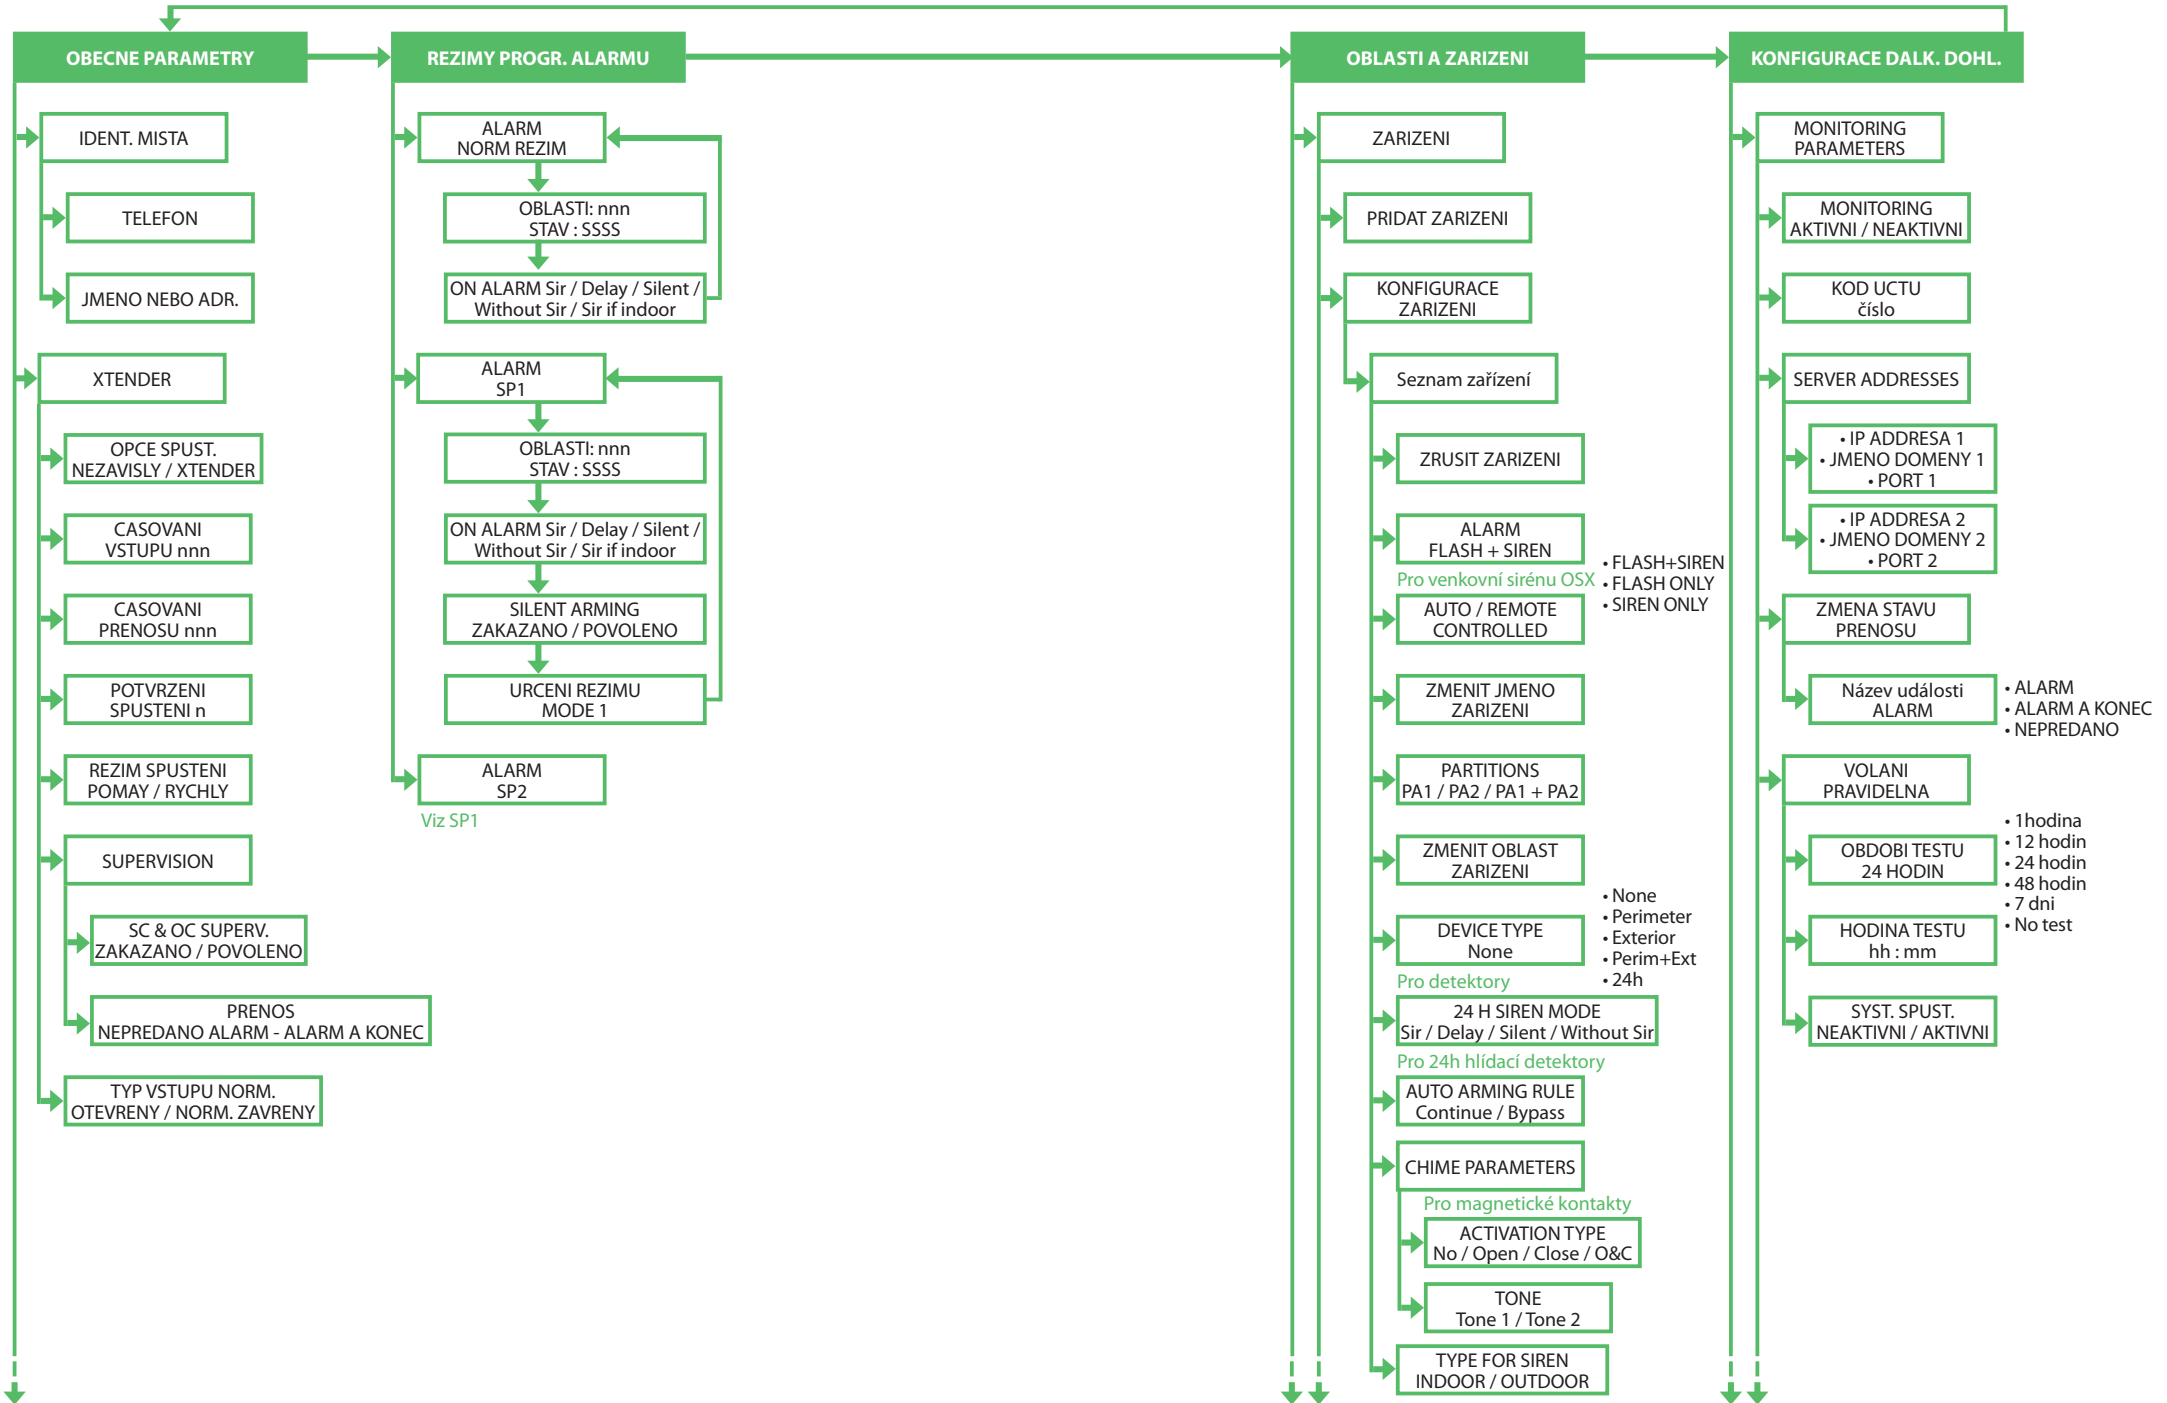 OBECNE PARAMETRY
IDENT. MISTA
TELEFON
JMENO NEBO ADR.
XTENDER
OPCE SPUST.
NEZAVISLY / XTENDER
CASOVANI
VSTUPU nnn
CASOVANI
PRENOSU nnn
POTVRZENI
SPUSTENI n
REZIM SPUSTENI
POMAY / RYCHLY
SUPERVISION
SC & OC SUPERV.
ZAKAZANO / POVOLENO
PRENOS
NEPREDANO ALARM - ALARM A KONEC
TYP VSTUPU NORM.
OTEVRENY / NORM. ZAVRENY
REZIMY PROGR. ALARMU
ALARM
NORM REZIM
OBLASTI: nnn
STAV : SSSS
ON ALARM Sir / Delay / Silent /
Without Sir / Sir if indoor
ALARM
SP1
OBLASTI: nnn
STAV : SSSS
ON ALARM Sir / Delay / Silent /
Without Sir / Sir if indoor
SILENT ARMING
ZAKAZANO / POVOLENO
URCENI REZIMU
MODE 1
ALARM
SP2
Viz SP1
OBLASTI A ZARIZENI
ZARIZENI
PRIDAT ZARIZENI
KONFIGURACE
ZARIZENI
Seznam zařízení
ZRUSIT ZARIZENI
ALARM
FLASH + SIREN
Pro venkovní sirénu OSX
• FLASH+SIREN
• FLASH ONLY
• SIREN ONLY
AUTO / REMOTE
CONTROLLED
ZMENIT JMENO
ZARIZENI
PARTITIONS
PA1 / PA2 / PA1 + PA2
ZMENIT OBLAST
ZARIZENI
DEVICE TYPE
None
• None
• Perimeter
• Exterior
• Perim+Ext
• 24h
Pro detektory
24 H SIREN MODE
Sir / Delay / Silent / Without Sir
Pro 24h hlídací detektory
AUTO ARMING RULE
Continue / Bypass
CHIME PARAMETERS
Pro magnetické kontakty
ACTIVATION TYPE
No / Open / Close / O&C
TONE
Tone 1 / Tone 2
TYPE FOR SIREN
INDOOR / OUTDOOR
KONFIGURACE DALK. DOHL.
MONITORING
PARAMETERS
MONITORING
AKTIVNI / NEAKTIVNI
KOD UCTU
číslo
SERVER ADDRESSES
• IP ADDRESA 1
• JMENO DOMENY 1
• PORT 1
• IP ADDRESA 2
• JMENO DOMENY 2
• PORT 2
ZMENA STAVU
PRENOSU
Název události
ALARM
• ALARM
• ALARM A KONEC
• NEPREDANO
VOLANI
PRAVIDELNA
OBDOBI TESTU
24 HODIN
• 1hodina
• 12 hodin
• 24 hodin
• 48 hodin
• 7 dni
• No test
HODINA TESTU
hh : mm
SYST. SPUST.
NEAKTIVNI / AKTIVNI